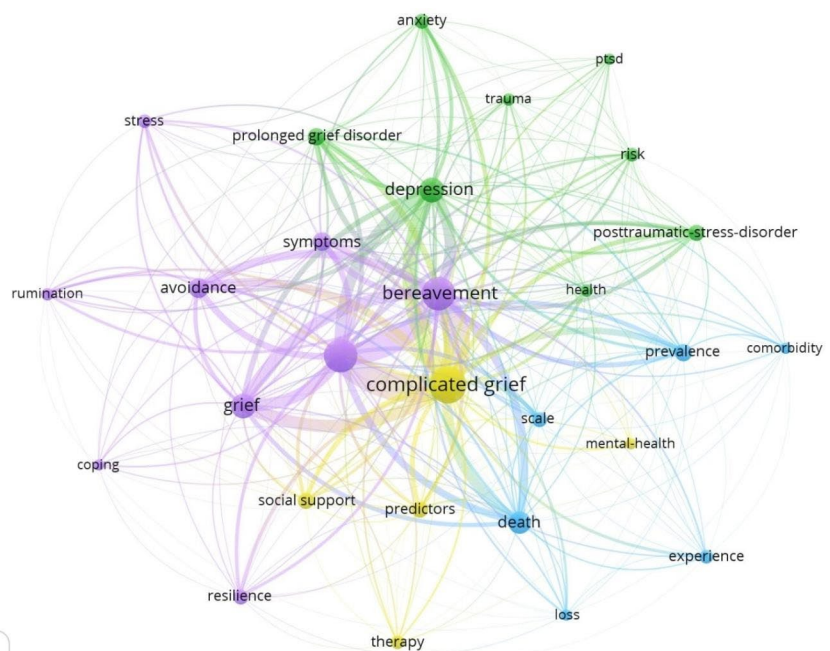 anxiety
ptsd
trauma
stress
prolonged grief disorder
risk
depression
posttraumatic-stress-disorder
symptoms
avoidance
rumination
bereavement
health
prevalence
comorbidity
complicated grief
grief
scale
mental-health
coping
social support
predictors
death
experience
resilience
loss
therapy